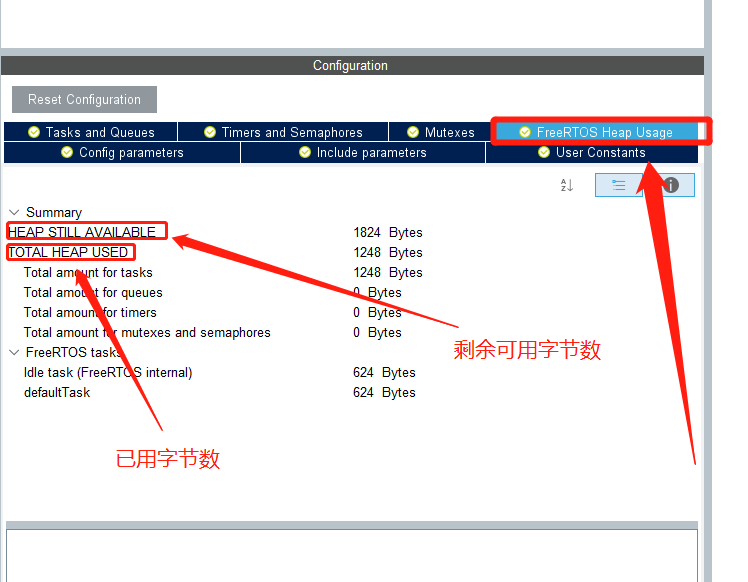 Configuration
Reset Configuration
Tasks and Queues
Timers and Semaphores
Mutexes
FreeRTOS Heap Usage
Config parameters
Include parameters
User Constants
Summary
HEAP STILL AVAILABLE 1824 Bytes
TOTAL HEAP USED 1248 Bytes
Total amount for tasks 1248 Bytes
Total amount for queues 0 Bytes
Total amount for timers 0 Bytes
Total amount for mutexes and semaphores 0 Bytes
FreeRTOS tasks
剩余可用字节数
Idle task (FreeRTOS internal) 624 Bytes
defaultTask 624 Bytes
已用字节数